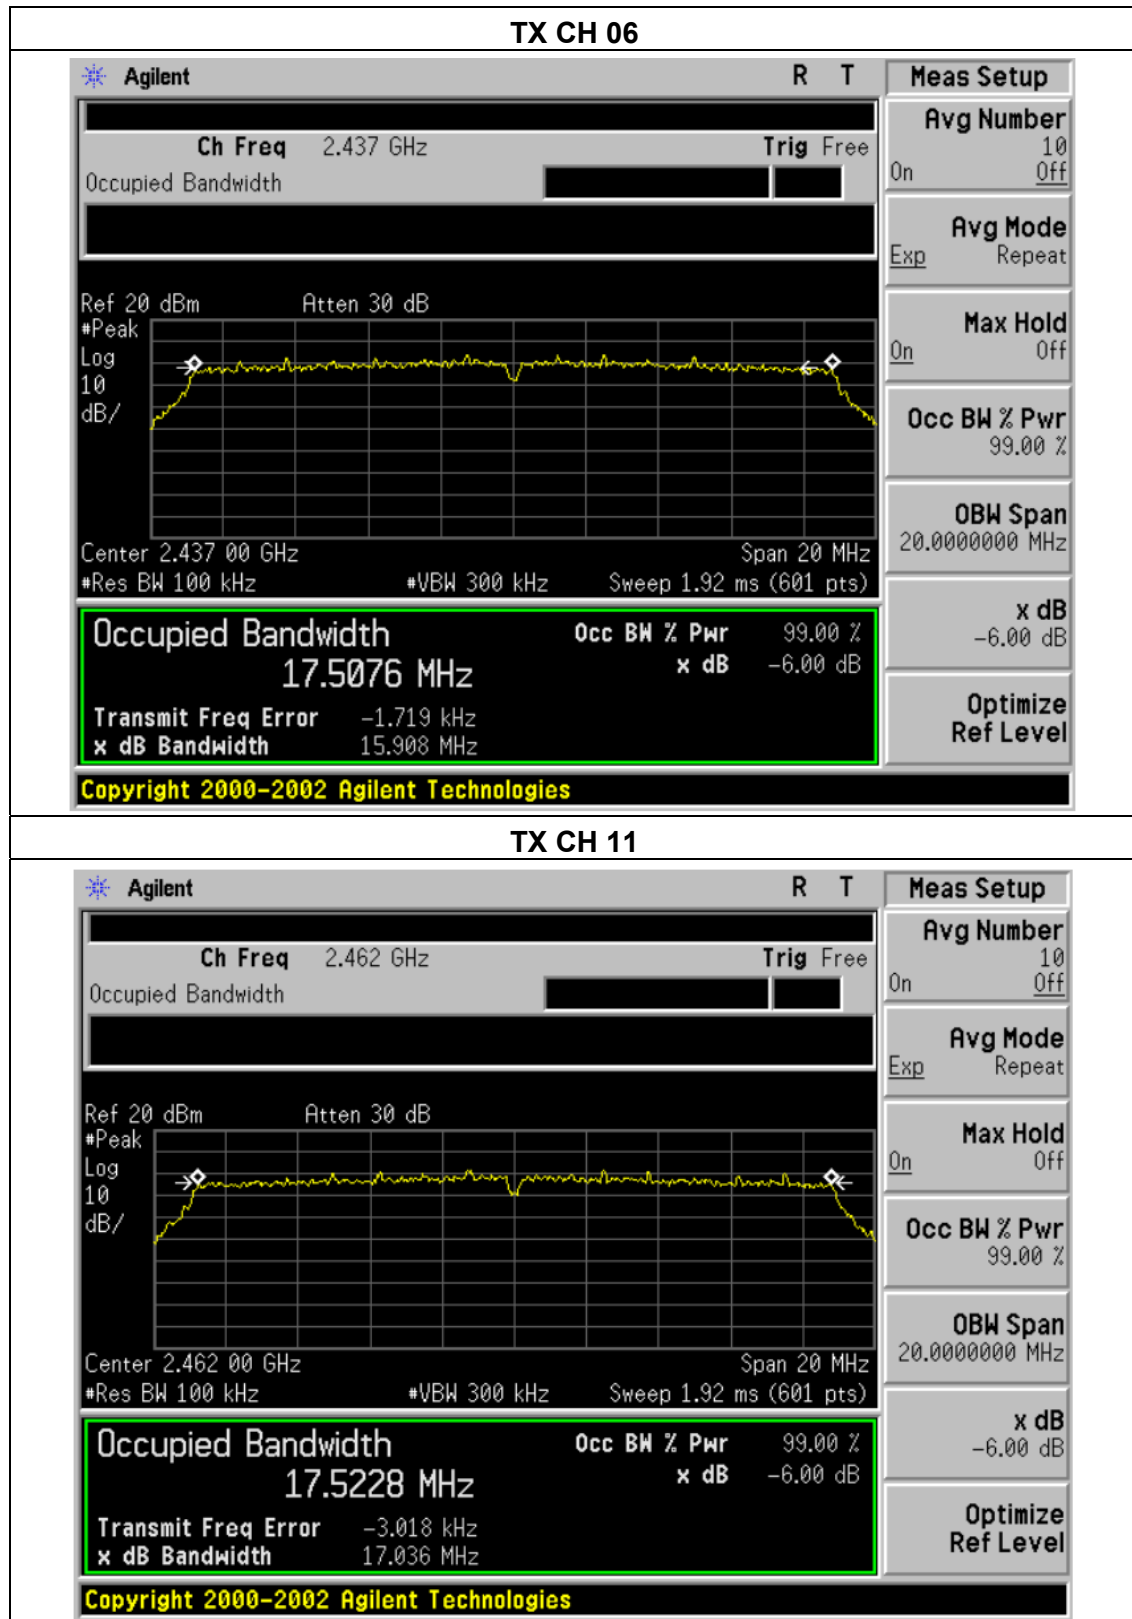 TX CH 06
Agilent R T Meas Setup
Avg Number
10
On Off
Ch Freq 2.437 GHz Trig Free
Occupied Bandwidth
Avg Mode
Exp Repeat
Ref 20 dBm Atten 30 dB
#Peak
Log
10
dB/
Max Hold
On Off
Occ BW % Pwr
99.00 %
OBW Span
20.0000000 MHz
Center 2.437 00 GHz Span 20 MHz
#Res BW 100 kHz #VBW 300 kHz Sweep 1.92 ms (601 pts)
x dB
-6.00 dB
Occupied Bandwidth Occ BW % Pwr 99.00 %
17.5076 MHz x dB -6.00 dB
Transmit Freq Error -1.719 kHz
x dB Bandwidth 15.908 MHz
Optimize
Ref Level
Copyright 2000-2002 Agilent Technologies
TX CH 11
Agilent R T Meas Setup
Avg Number
10
On Off
Ch Freq 2.462 GHz Trig Free
Occupied Bandwidth
Avg Mode
Exp Repeat
Ref 20 dBm Atten 30 dB
#Peak
Log
10
dB/
Max Hold
On Off
Occ BW % Pwr
99.00 %
OBW Span
20.0000000 MHz
Center 2.462 00 GHz Span 20 MHz
#Res BW 100 kHz #VBW 300 kHz Sweep 1.92 ms (601 pts)
x dB
-6.00 dB
Occupied Bandwidth Occ BW % Pwr 99.00 %
17.5228 MHz x dB -6.00 dB
Transmit Freq Error -3.018 kHz
x dB Bandwidth 17.036 MHz
Optimize
Ref Level
Copyright 2000-2002 Agilent Technologies